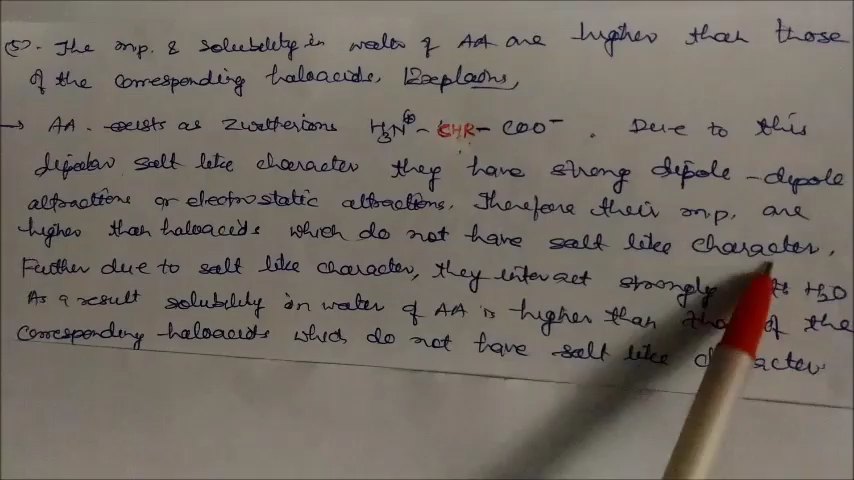 (5). The m.p. & solubility in water of AA are higher than those
of the corresponding haloacids, Explains,
→ AA. exists as Zwitterions H₃N⊕ - CHR - COO⁻. Due to this
dipolar salt like character they have strong dipole - dipole
attractions or electrostatic attractions. Therefore their m.p. are
higher than haloacids which do not have salt like character.
Further due to salt like character, they interact strongly H₂O
As a result solubility in water of AA is higher than of the
corresponding haloacids which do not have salt like